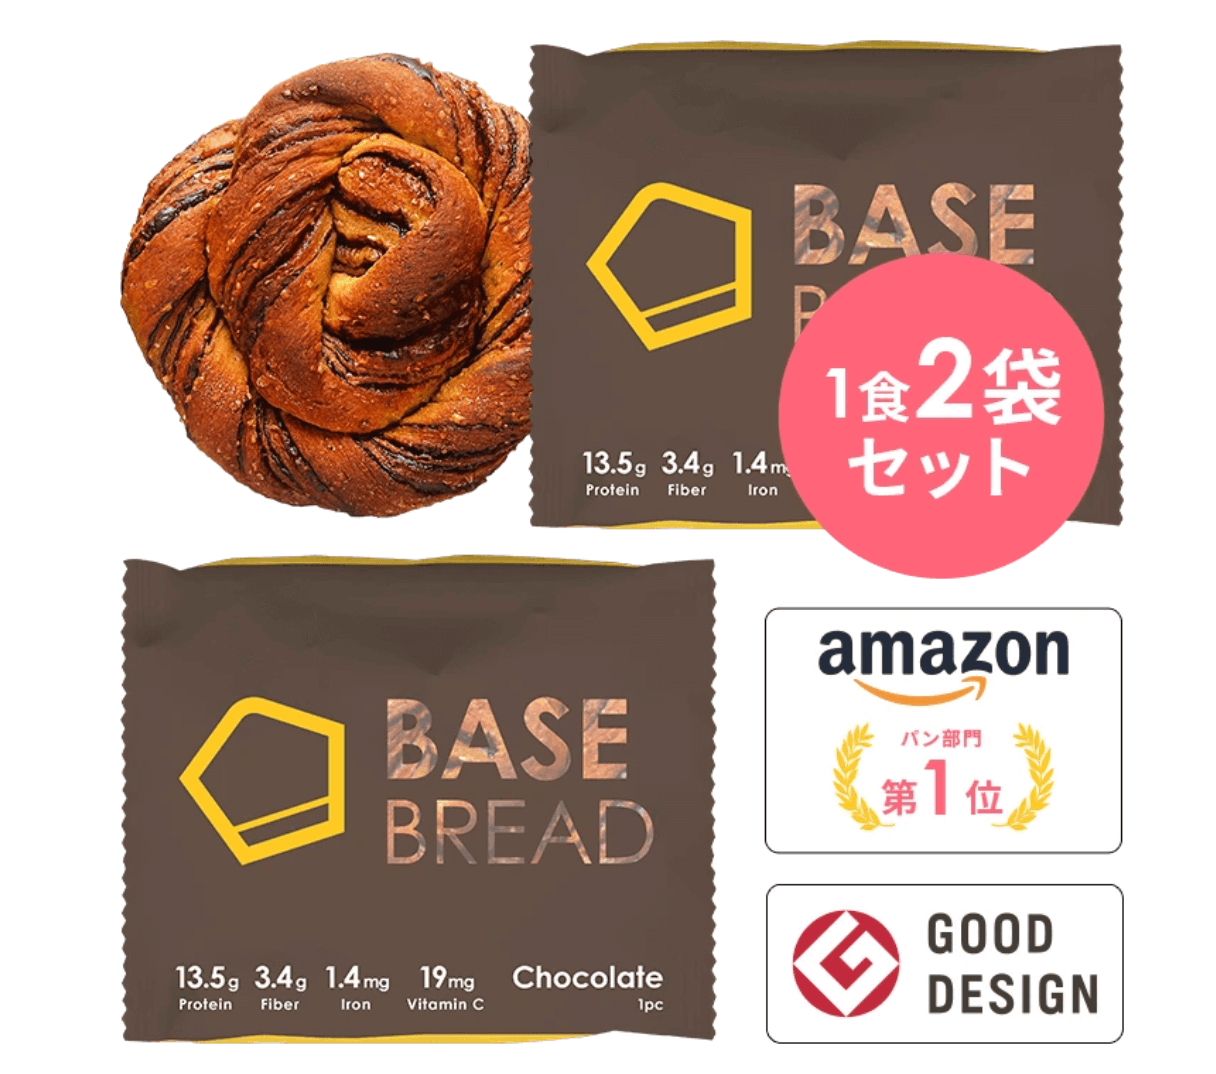 BASE
13.5g 3.4g 1.4mg
Protein Fiber Iron
1食2袋
セット
BASE
BREAD
13.5g 3.4g 1.4mg 19mg Chocolate
Protein Fiber Iron Vitamin C 1pc
amazon
パン部門
第1位
GOOD
DESIGN